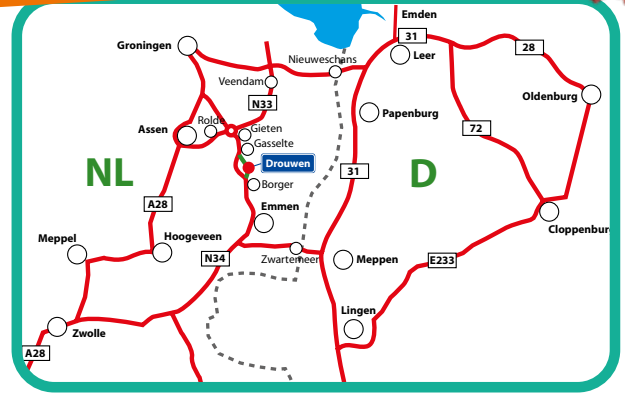 Emden
31
28
Groningen
Leer
Nieuweschans
Veendam
Oldenburg
N33
Papenburg
Rolde
Assen
Gieten
72
Gasselte
Drouwen
NL
31
D
Borger
A28
Emmen
Cloppenburg
Meppel
Hoogeveen
N34
Zwartemeer
Meppen
E233
Lingen
Zwolle
A28